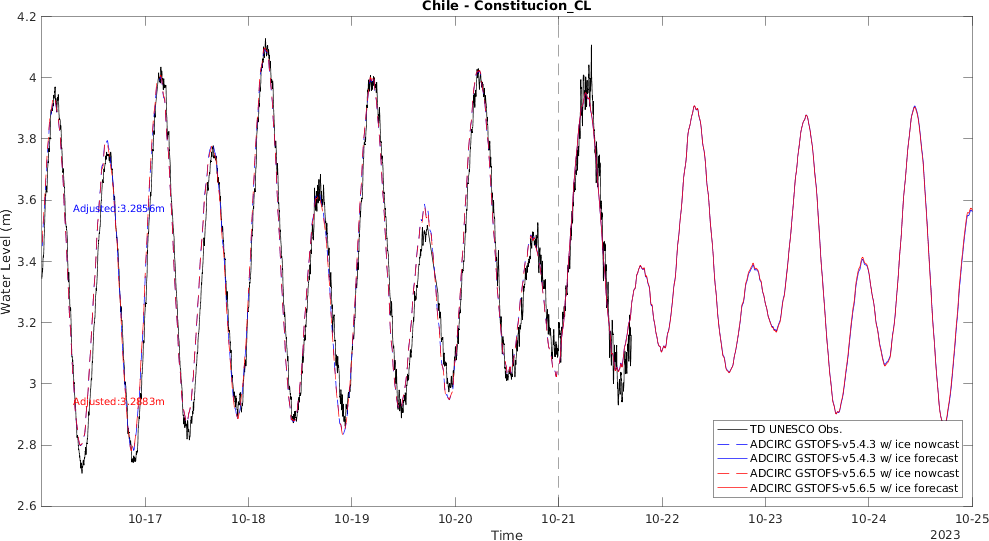 Chile - Constitucion_CL
4.2
4
3.8
3.6
3.4
3.2
3
2.8
2.6
Water Level (m)
Adjusted:3.2856m
Adjusted:3.2883m
TD UNESCO Obs.
ADCIRC GSTOFS-v5.4.3 w/ ice nowcast
ADCIRC GSTOFS-v5.4.3 w/ ice forecast
ADCIRC GSTOFS-v5.6.5 w/ ice nowcast
ADCIRC GSTOFS-v5.6.5 w/ ice forecast
10-17 10-18 10-19 10-20 10-21 10-22 10-23 10-24 10-25
Time
2023